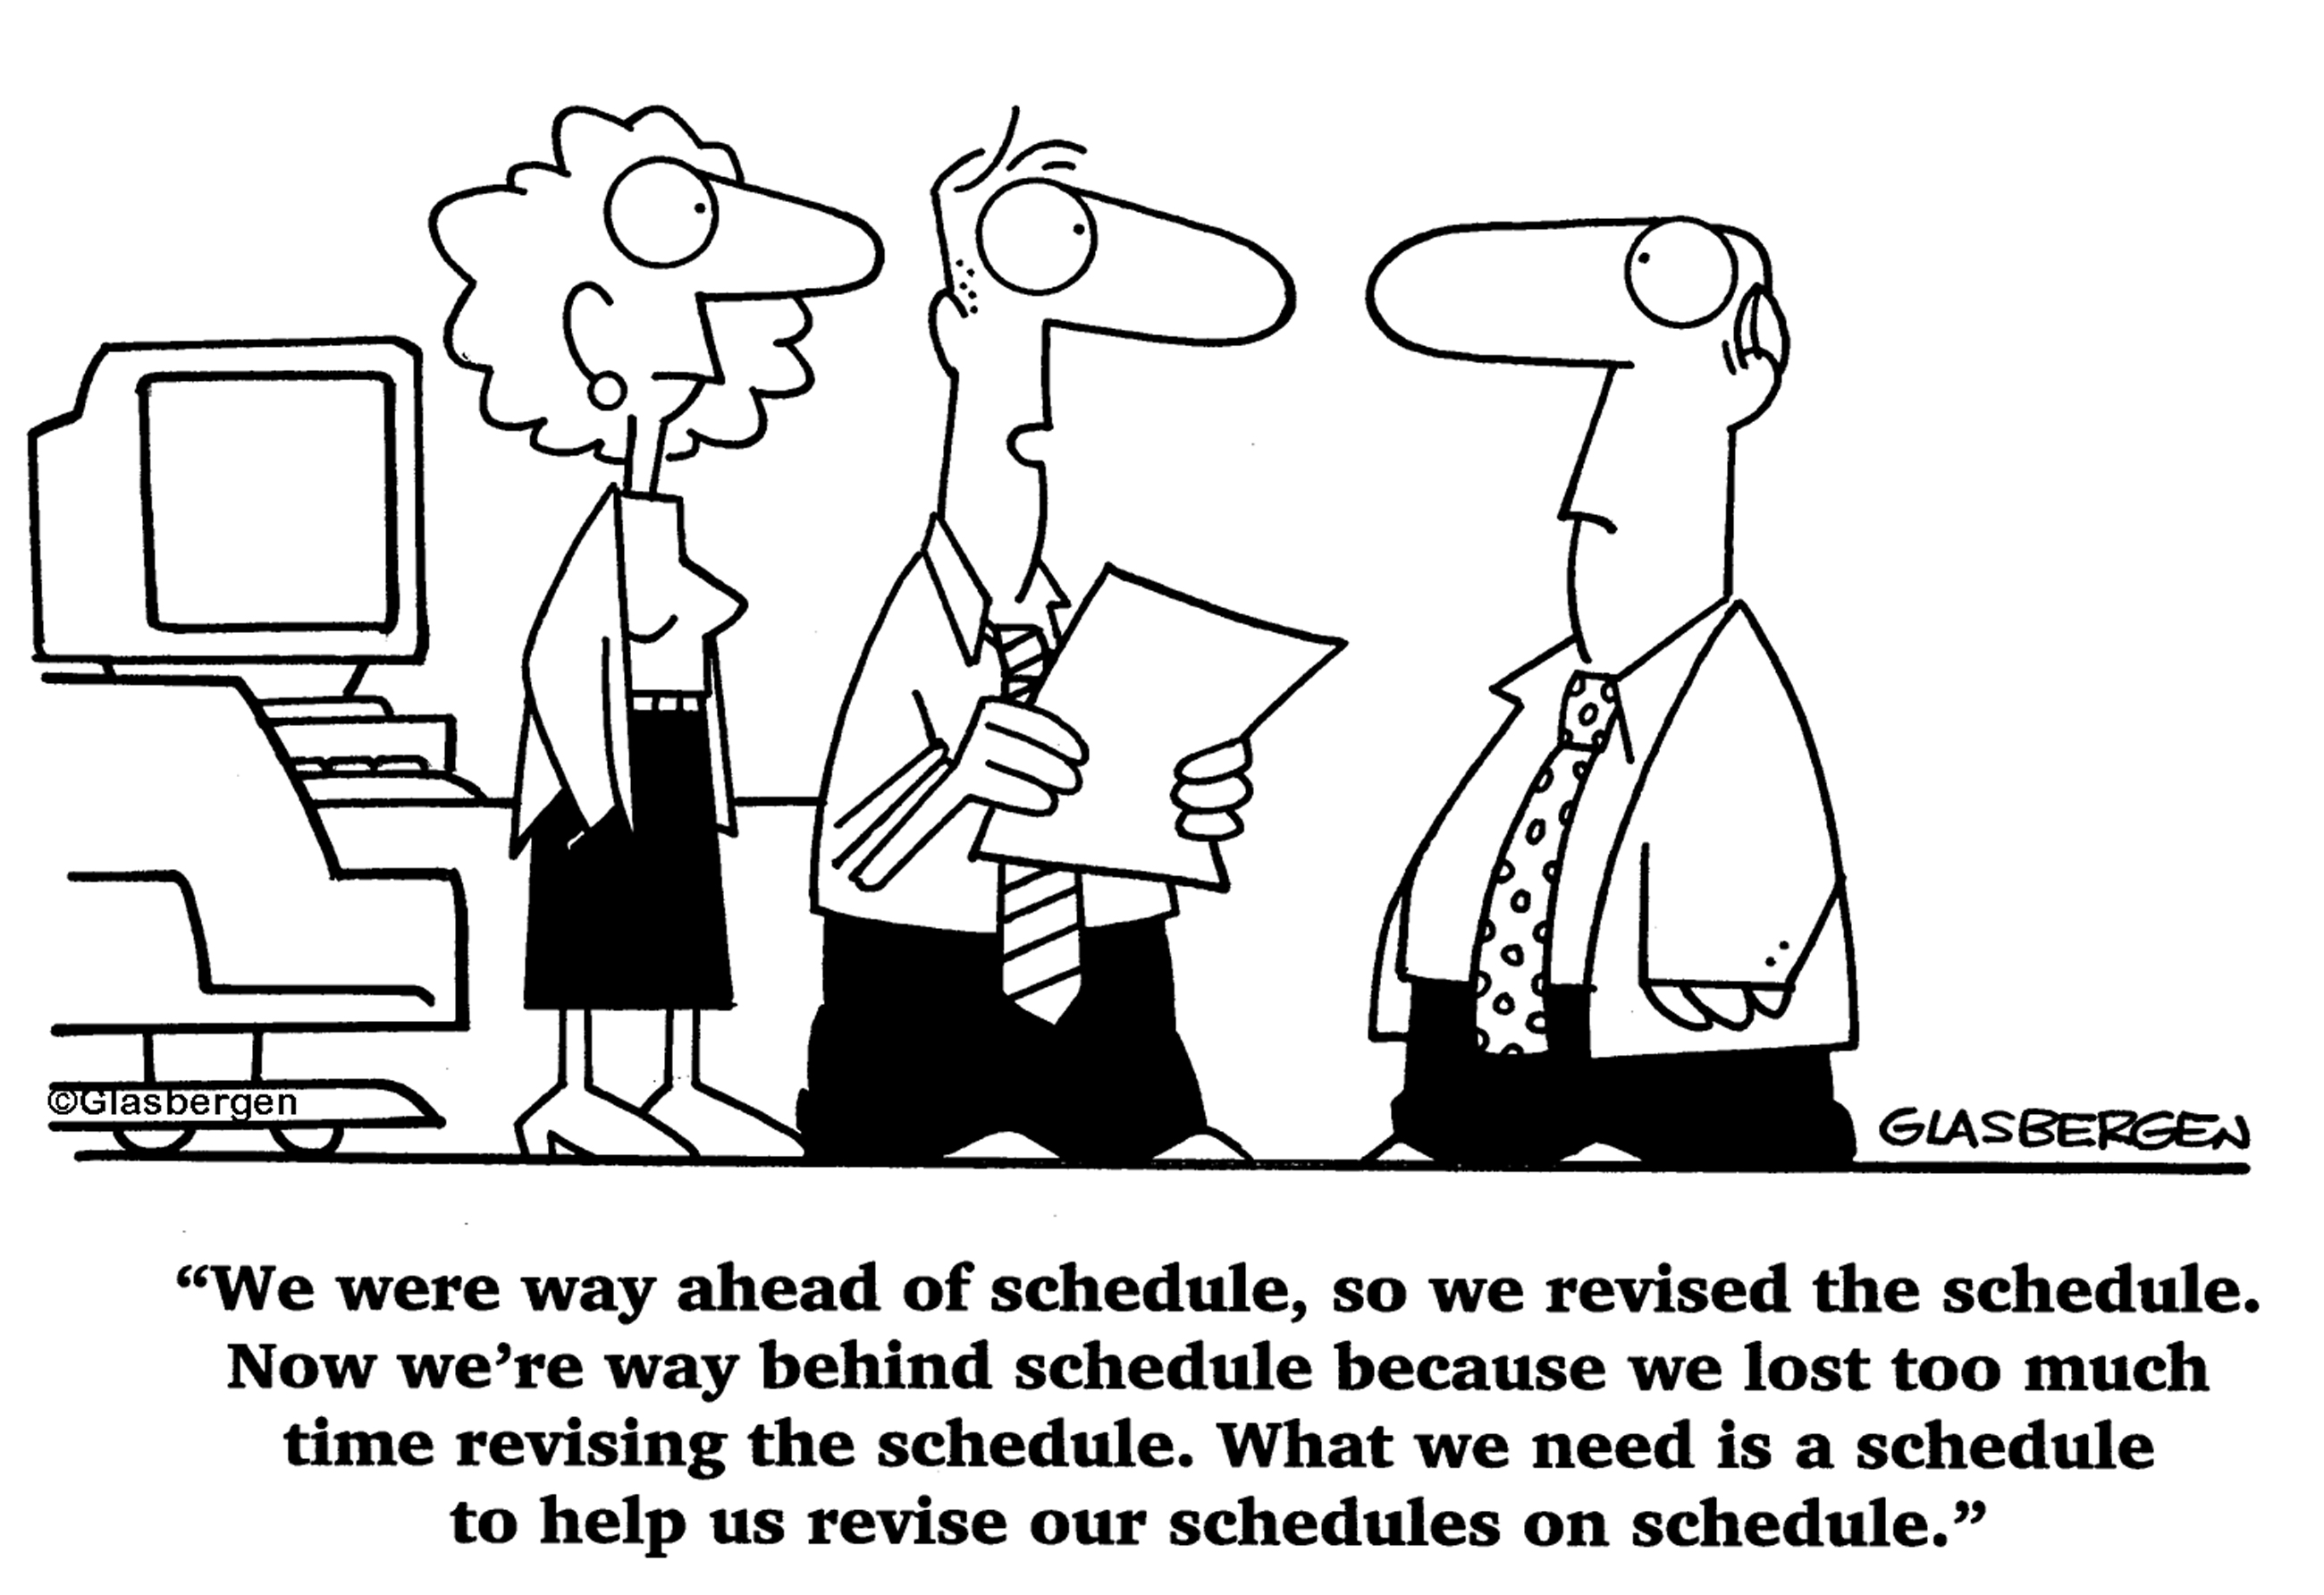 ©Glasbergen
GLASBERGEN
“We were way ahead of schedule, so we revised the schedule.
Now we’re way behind schedule because we lost too much
time revising the schedule. What we need is a schedule
to help us revise our schedules on schedule.”